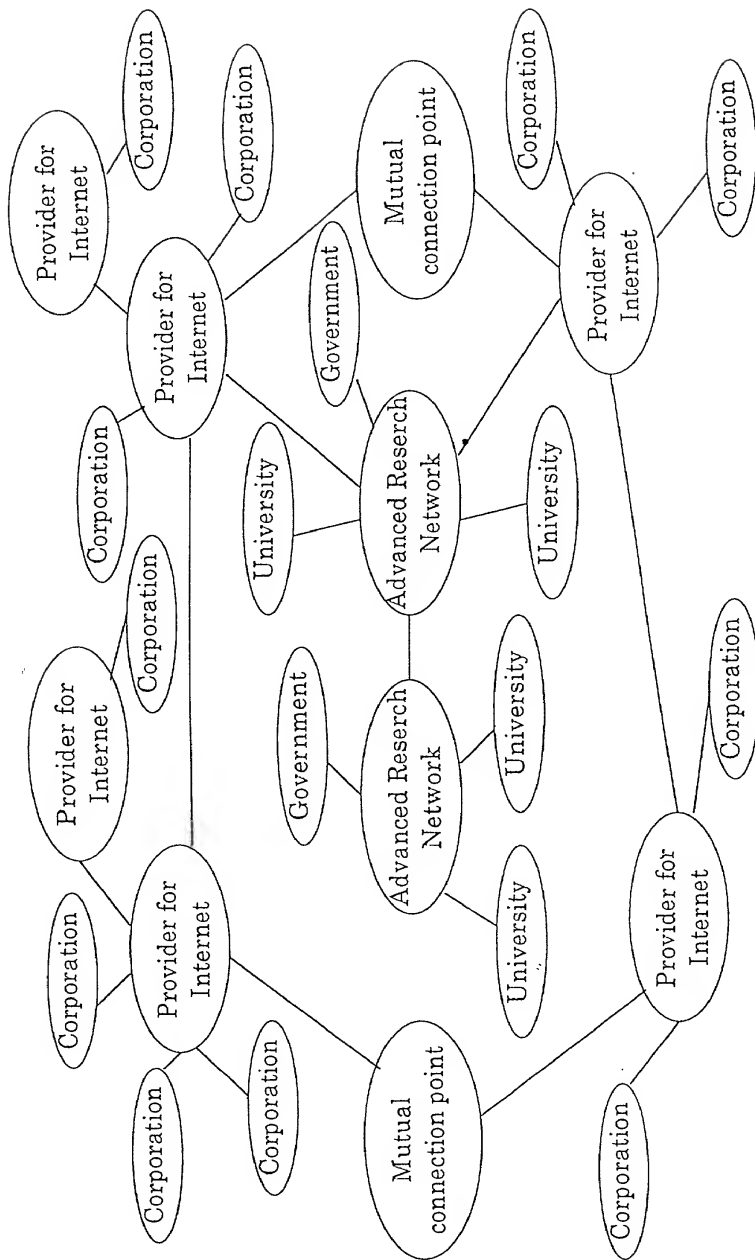 Provider for
Internet
Corporation
Provider for
Internet
Corporation
Corporation
Corporation
Provider for
Internet
Corporation
Provider for
Internet
Corporation
Corporation
University
Corporation
Government
Government
Mutual
connection point
Advanced Reserch
Network
Advanced Reserch
Network
Mutual
connection point
University
University
University
Corporation
Corporation
Provider for
Internet
Provider for
Internet
Corporation
Corporation